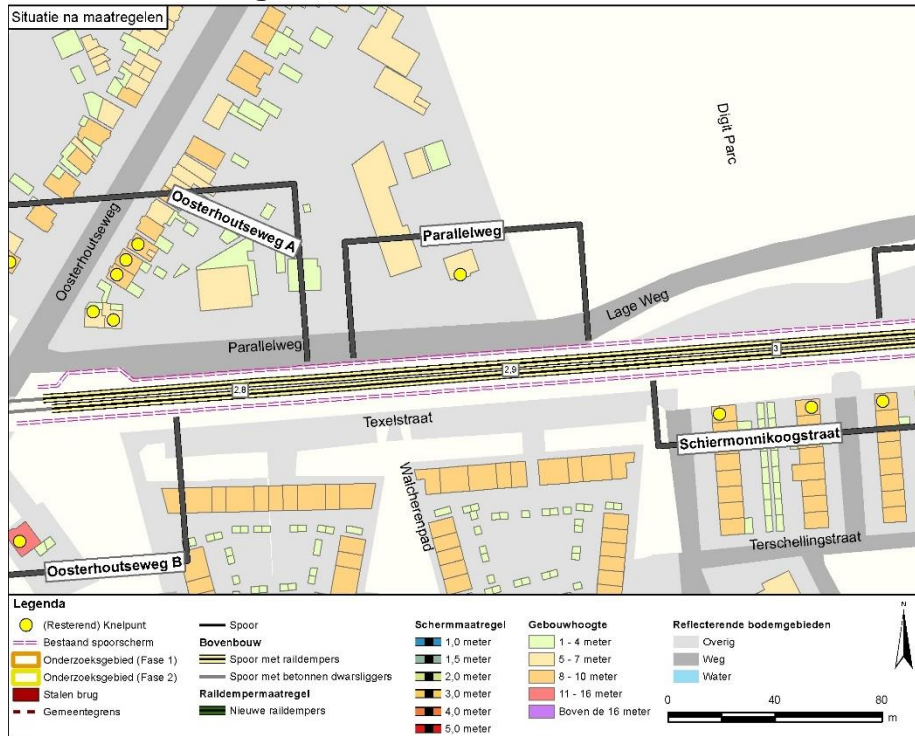 Situatie na maatregelen
Digit Parc
Oosterhoutseweg
Oosterhoutseweg A
Parallelweg
Lage Weg
Parallelweg
2,8
2,9
3
Texelstraat
Walcherenpad
Schiermonnikoogstraat
Terschellingstraat
Oosterhoutseweg B
Legenda
(Resterend) Knelpunt
Bestaand spoorscherm
Onderzoeksgebied (Fase 1)
Onderzoeksgebied (Fase 2)
Stalen brug
Gemeentegrens
Spoor
Bovenbouw
Spoor met raildempers
Spoor met betonnen dwarsliggers
Raildempermaatregel
Nieuwe raildempers
Schermmaatregel
1,0 meter
1,5 meter
2,0 meter
3,0 meter
4,0 meter
5,0 meter
Gebouwhoogte
1 - 4 meter
5 - 7 meter
8 - 10 meter
11 - 16 meter
Boven de 16 meter
Reflecterende bodemgebieden
Overig
Weg
Water
N
0 40 80
m